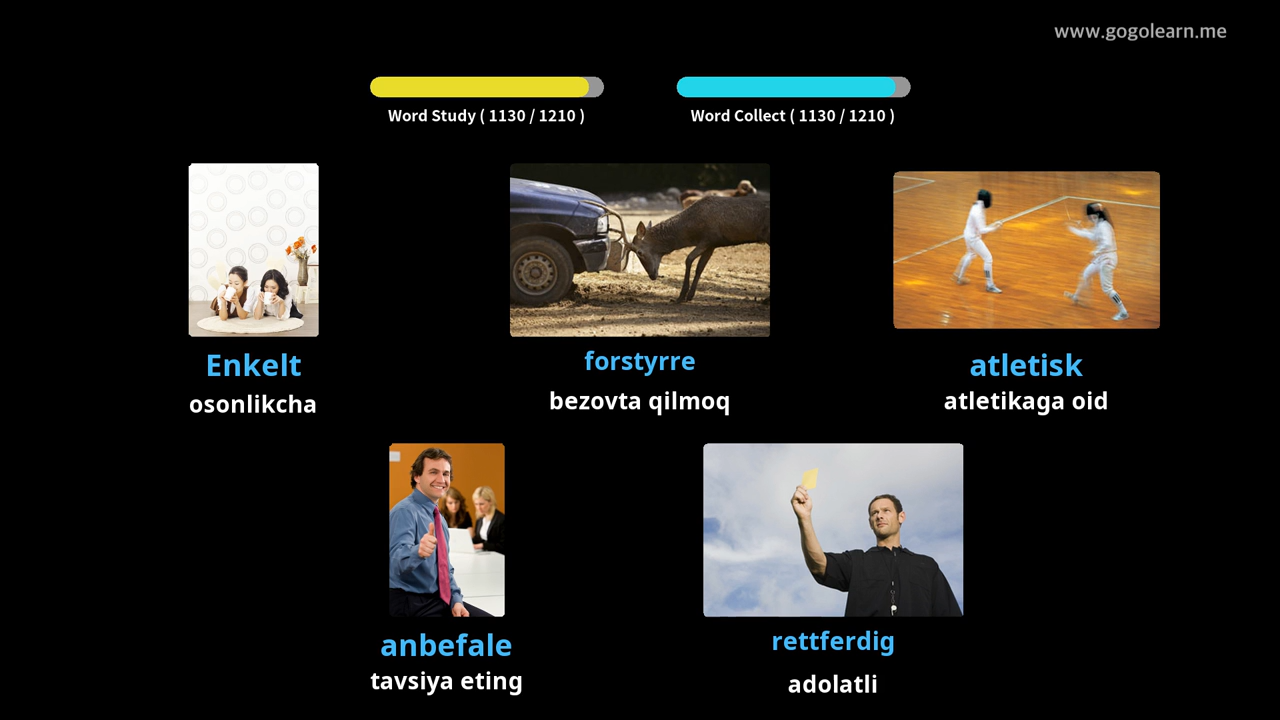 www.gogolearn.me
Word Study ( 1130 / 1210 )
Word Collect ( 1130 / 1210 )
Enkelt
osonlikcha
forstyrre
bezovta qilmoq
atletisk
atletikaga oid
anbefale
tavsiya eting
rettferdig
adolatli